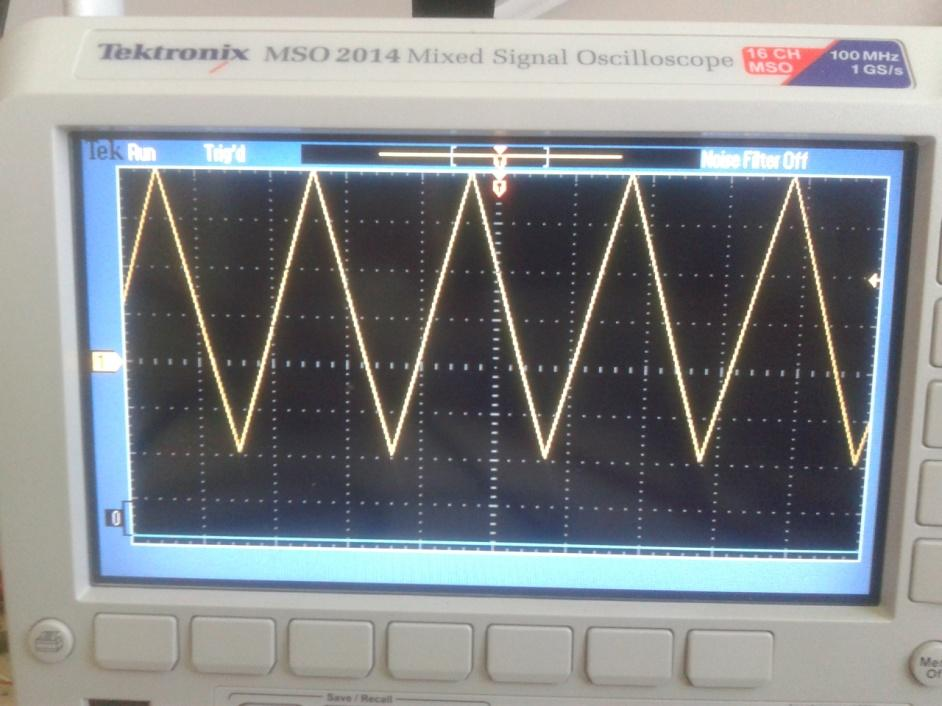 Tektronix MSO 2014 Mixed Signal Oscilloscope 16 CH MSO 100 MHz 1 GS/s
Tek Run Trig'd Noise Filter Off
T
T
1
0
Save / Recall